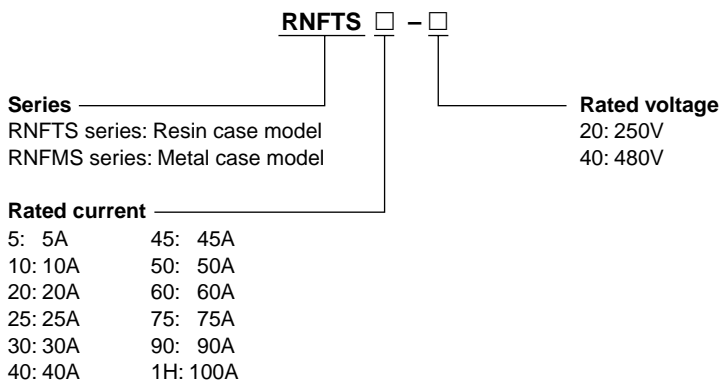 RNFTS □ – □
Series
RNFTS series: Resin case model
RNFMS series: Metal case model
Rated voltage
20: 250V
40: 480V
Rated current
5: 5A 45: 45A
10: 10A 50: 50A
20: 20A 60: 60A
25: 25A 75: 75A
30: 30A 90: 90A
40: 40A 1H: 100A